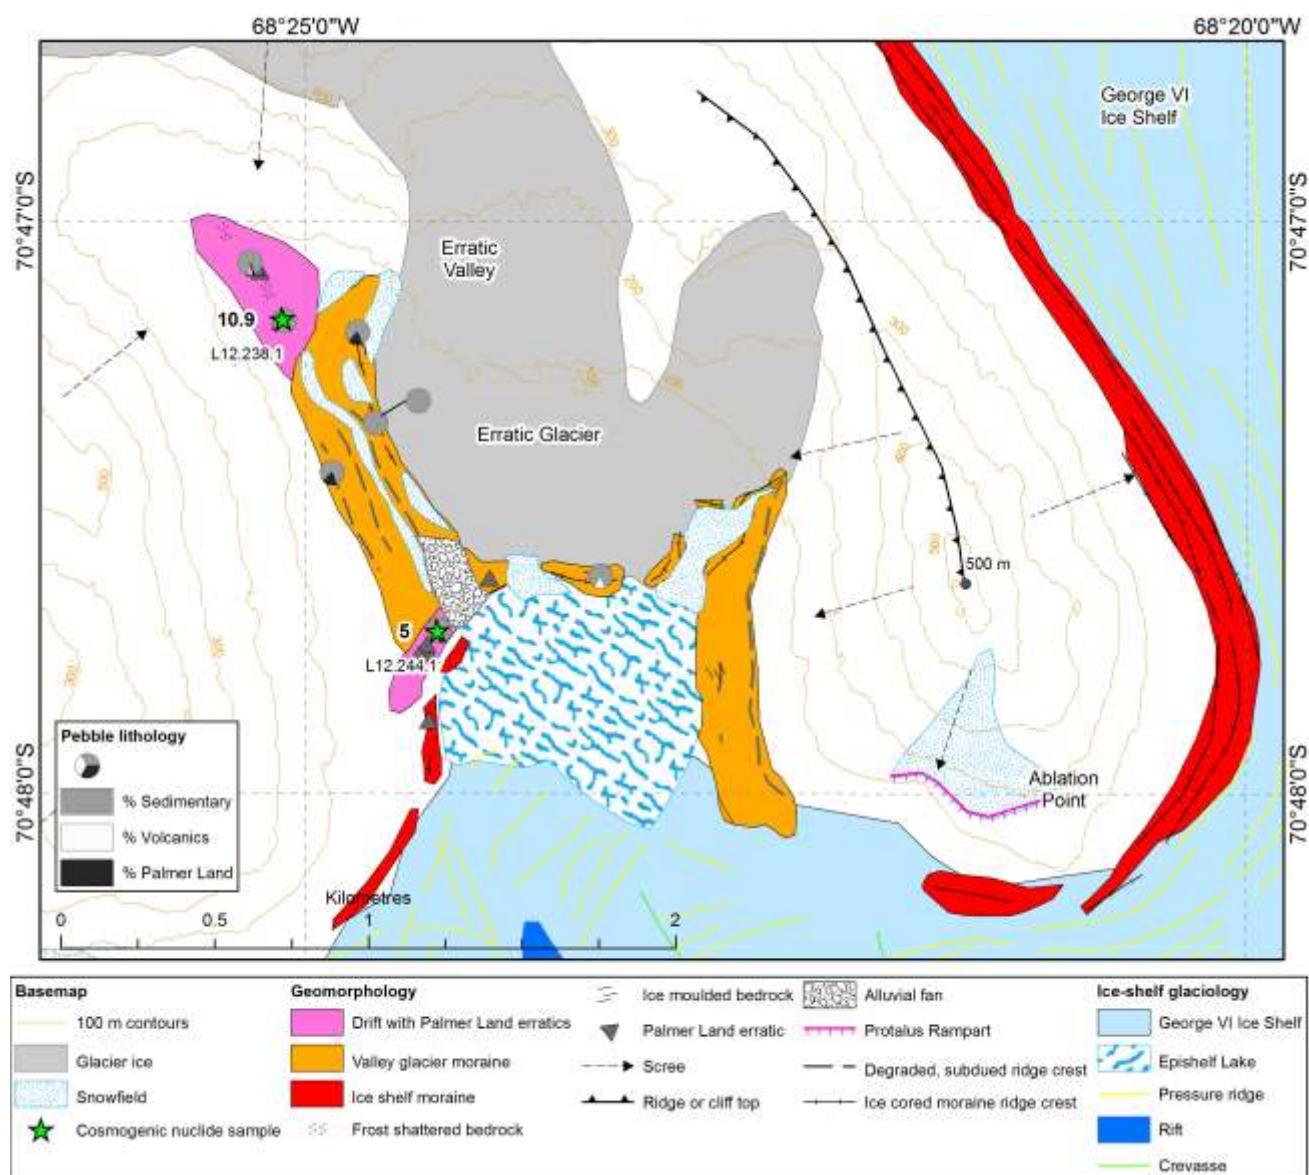 68°25'0"W
68°20'0"W
George VI
Ice Shelf
70°47'0"S
70°47'0"S
Erratic
Valley
300
10.9
L12.238.1
Erratic Glacier
400
500
500
500 m
5
L12.244.1
300
Pebble lithology
% Sedimentary
% Volcanics
% Palmer Land
70°48'0"S
70°48'0"S
Ablation
Point
Kilometres
0
0.5
1
2
Basemap
100 m contours
Glacier ice
Snowfield
Cosmogenic nuclide sample
Geomorphology
Drift with Palmer Land erratics
Valley glacier moraine
Ice shelf moraine
Frost shattered bedrock
Ice moulded bedrock
Palmer Land erratic
Scree
Ridge or cliff top
Alluvial fan
Protalus Rampart
Degraded, subdued ridge crest
Ice cored moraine ridge crest
Ice-shelf glaciology
George VI Ice Shelf
Epishelf Lake
Pressure ridge
Rift
Crevasse